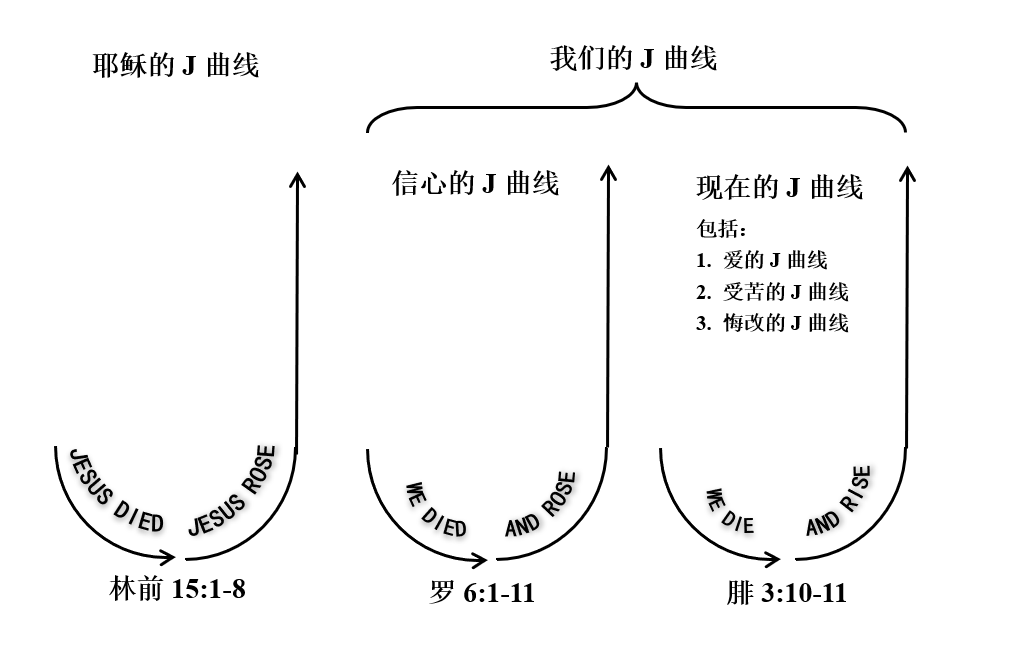 耶稣的 J 曲线
我们的 J 曲线
信心的 J 曲线
现在的 J 曲线
包括：
1. 爱的 J 曲线
2. 受苦的 J 曲线
3. 悔改的 J 曲线
JESUS DIED
JESUS ROSE
WE DIED
AND ROSE
WE DIE
AND RISE
林前 15:1-8
罗 6:1-11
腓 3:10-11